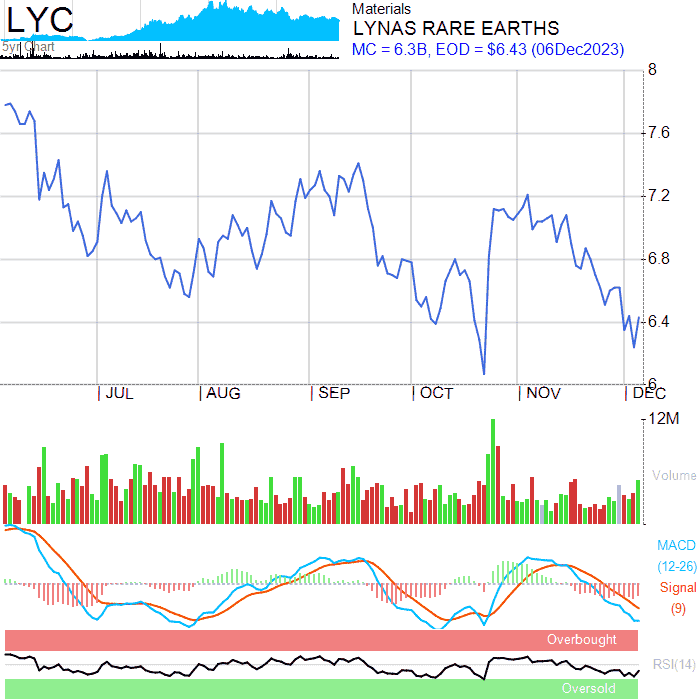 LYC
5yr Chart
Materials
LYNAS RARE EARTHS
MC = 6.3B, EOD = $6.43 (06Dec2023)
8
7.6
7.2
6.8
6.4
6
JUL AUG SEP OCT NOV DEC
12M
Volume
MACD
(12-26)
Signal
(9)
Overbought
RSI(14)
Oversold